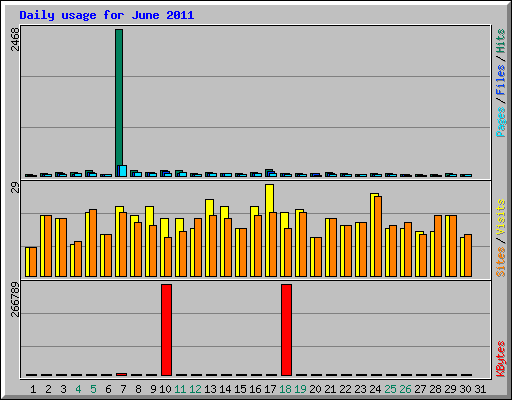 Daily usage for June 2011
2468
Pages / Files / Hits
29
Sites / Visits
266789
KBytes
1 2 3 4 5 6 7 8 9 10 11 12 13 14 15 16 17 18 19 20 21 22 23 24 25 26 27 28 29 30 31